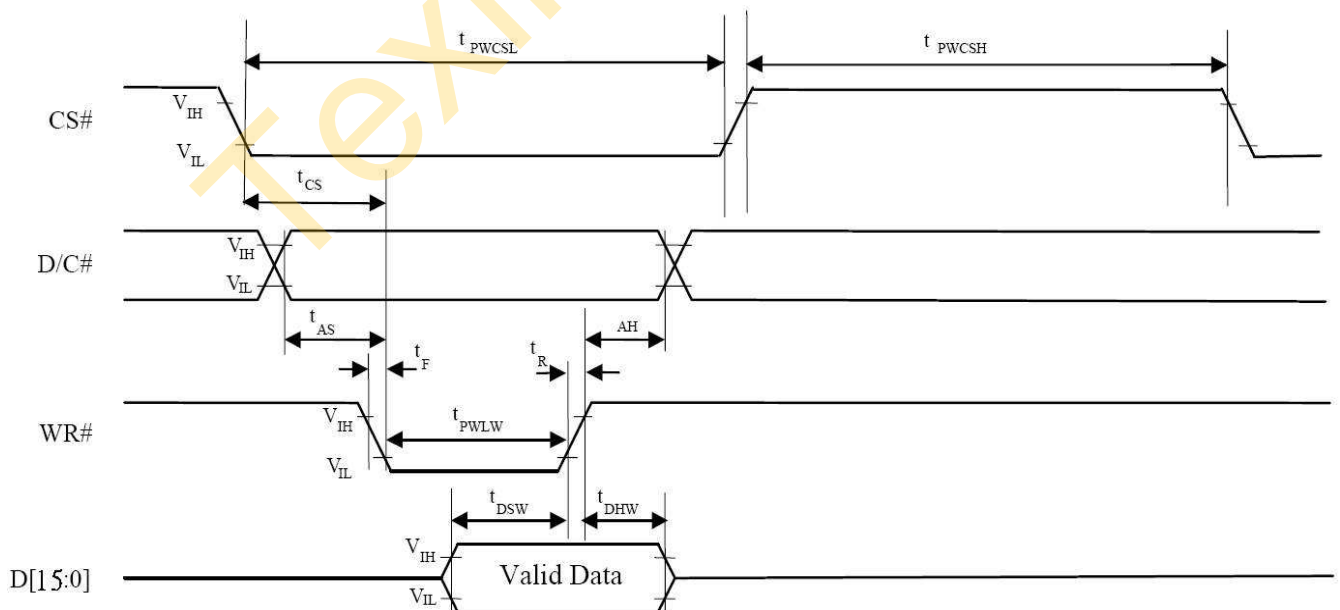 t PWCSL
t PWCSH
CS#
VIH
VIL
tCS
D/C#
VIH
VIL
tAS
tF
tR
AH
WR#
VIH
VIL
tPWLW
tDSW
tDHW
D[15:0]
VIH
VIL
Valid Data